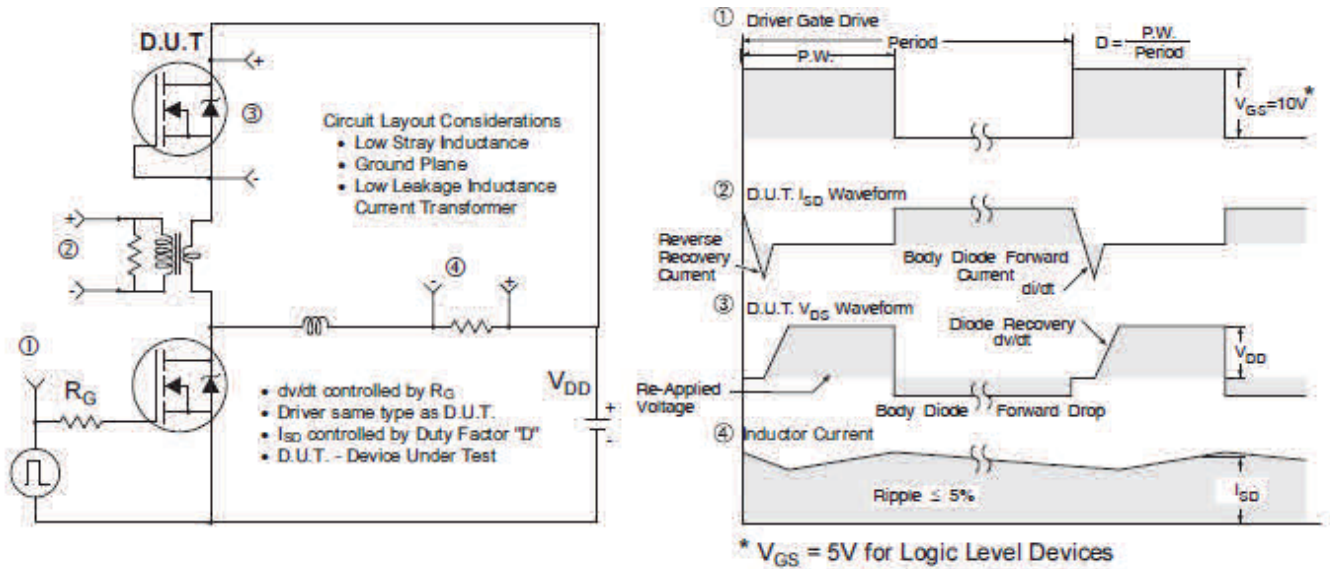 D.U.T
+
③
-
Circuit Layout Considerations
• Low Stray Inductance
• Ground Plane
• Low Leakage Inductance
Current Transformer
+
②
-
④
- +
①
RG
VDD
+
-
• dv/dt controlled by RG
• Driver same type as D.U.T.
• ISD controlled by Duty Factor "D"
• D.U.T. - Device Under Test
① Driver Gate Drive
Period
P.W.
D = P.W.
Period
VGS=10V*
② D.U.T. ISD Waveform
Reverse
Recovery
Current
Body Diode Forward
Current
di/dt
③ D.U.T. VDS Waveform
Diode Recovery
dv/dt
VDD
Re-Applied
Voltage
Body Diode Forward Drop
④ Inductor Current
Ripple ≤ 5%
ISD
* VGS = 5V for Logic Level Devices